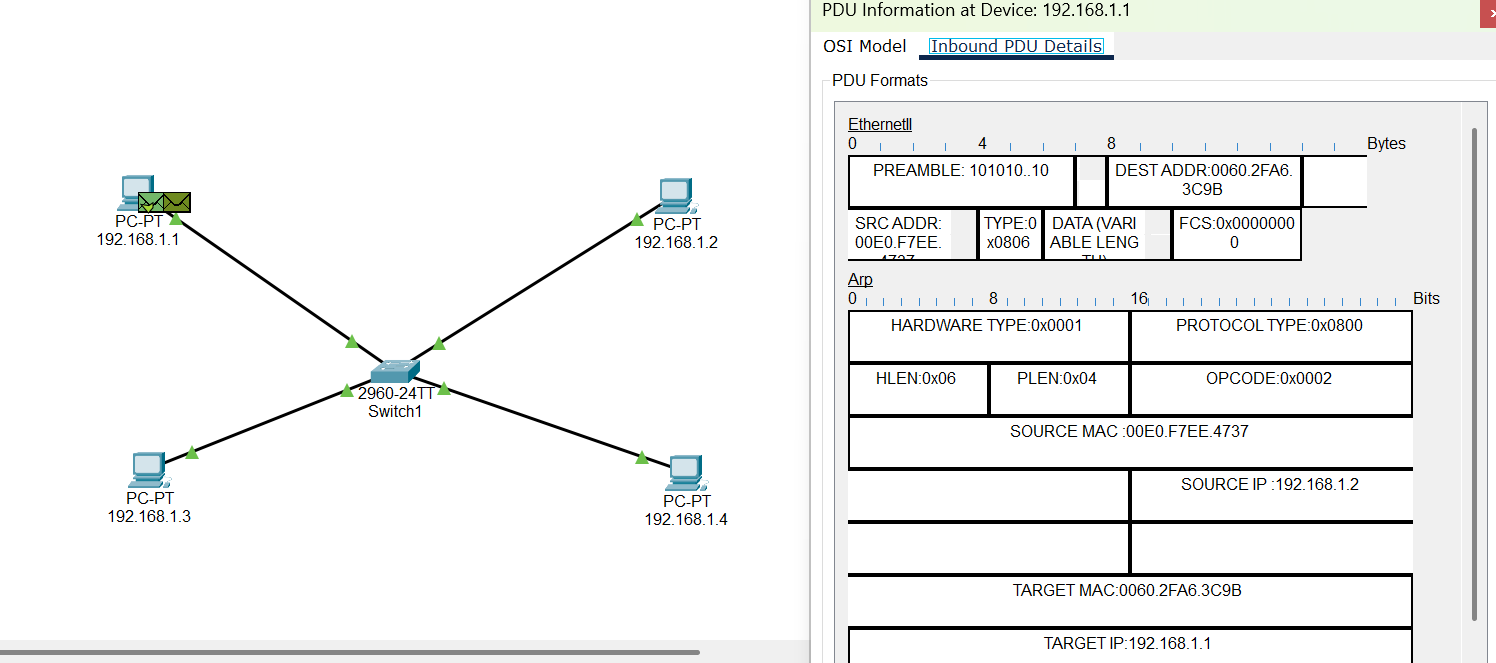 PDU Information at Device: 192.168.1.1
OSI Model Inbound PDU Details
PDU Formats
EthernetII
0 4 8 Bytes
PREAMBLE: 101010..10
DEST ADDR:0060.2FA6.
3C9B
SRC ADDR:
00E0.F7EE.
4737
TYPE:0
x0806
DATA (VARI
ABLE LENG
TH)
FCS:0x0000000
0
Arp
0 8 16 Bits
HARDWARE TYPE:0x0001 PROTOCOL TYPE:0x0800
HLEN:0x06 PLEN:0x04 OPCODE:0x0002
SOURCE MAC :00E0.F7EE.4737
SOURCE IP :192.168.1.2
TARGET MAC:0060.2FA6.3C9B
TARGET IP:192.168.1.1
PC-PT
192.168.1.1
PC-PT
192.168.1.2
2960-24TT
Switch1
PC-PT
192.168.1.3
PC-PT
192.168.1.4